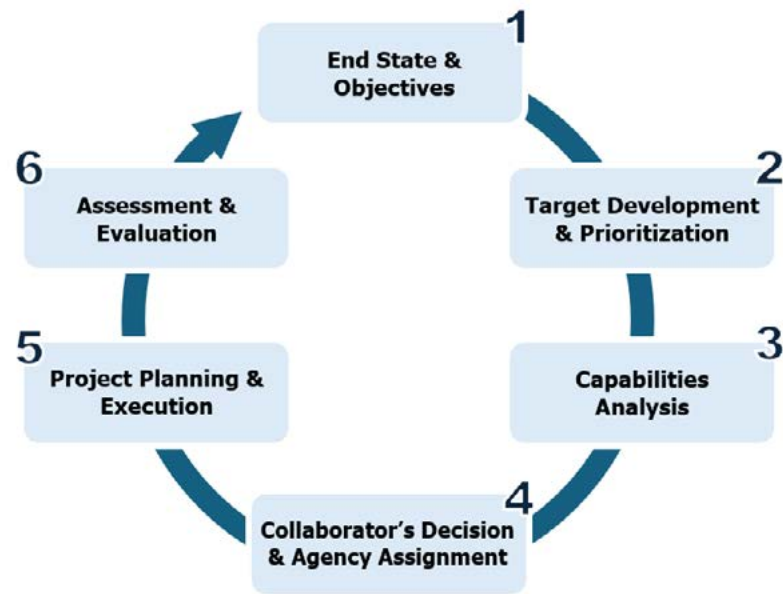 1
End State &
Objectives
2
Target Development
& Prioritization
3
Capabilities
Analysis
4
Collaborator's Decision
& Agency Assignment
5
Project Planning &
Execution
6
Assessment &
Evaluation